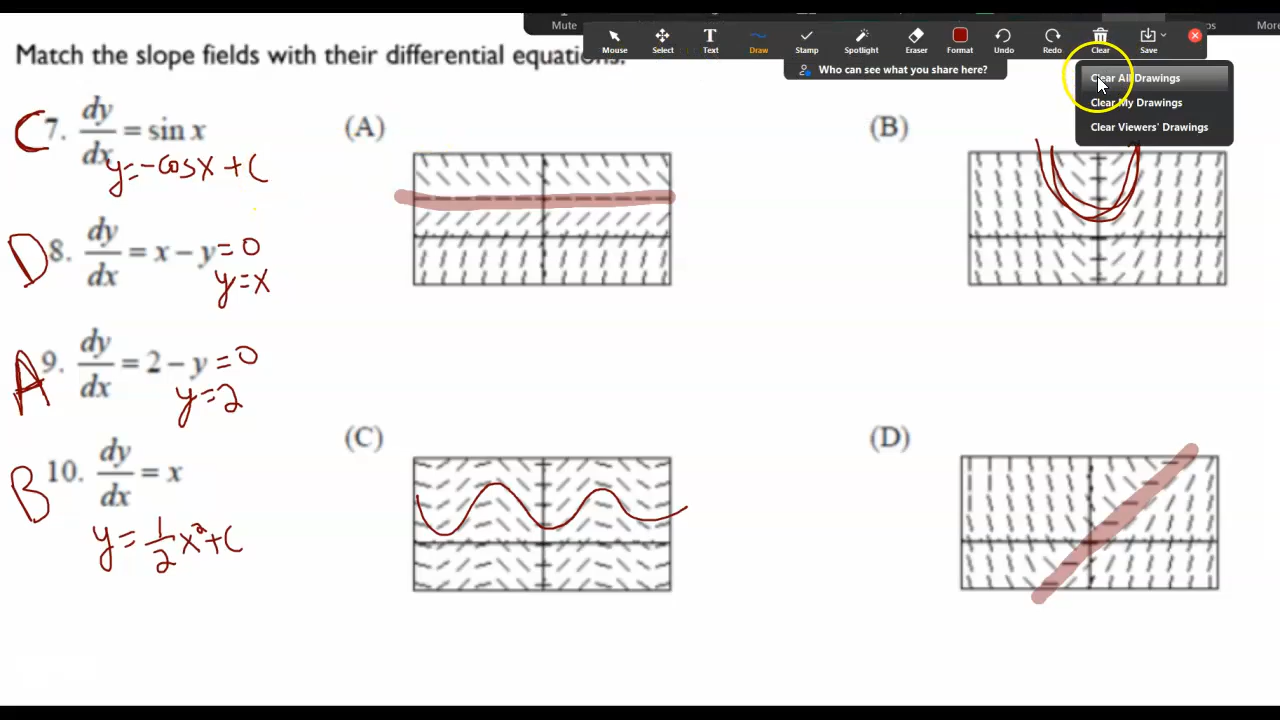 Mute
More
Mouse Select Text Draw Stamp Spotlight Eraser Format Undo Redo Clear Save
Who can see what you share here?
Clear All Drawings
Clear My Drawings
Clear Viewers' Drawings
Match the slope fields with their differential equations.
C 7. dy/dx = sin x
y = -cos x + C
D 8. dy/dx = x − y = 0
y = x
A 9. dy/dx = 2 − y = 0
y = 2
B 10. dy/dx = x
y = 1/2 x² + C
(A)
(B)
(C)
(D)